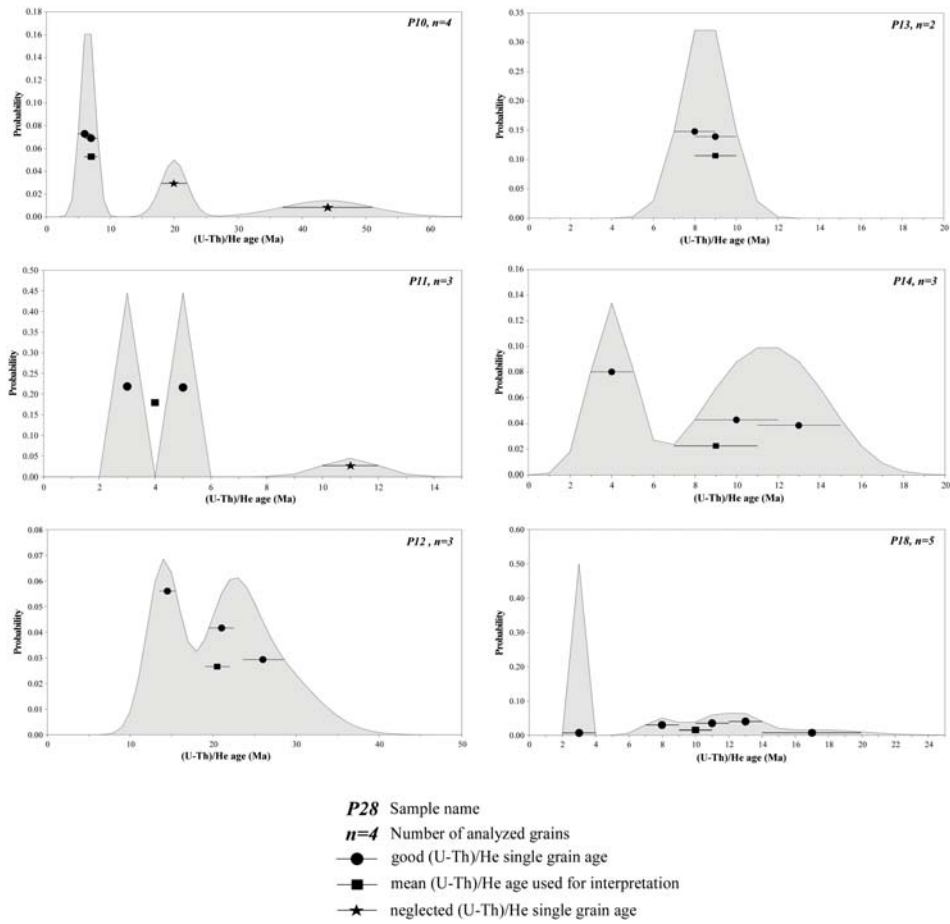 P10, n=4
0.18
0.16
0.14
0.12
0.10
0.08
0.06
0.04
0.02
0.00
Probability
0 10 20 30 40 50 60
(U-Th)/He age (Ma)
P13, n=2
0.35
0.30
0.25
0.20
0.15
0.10
0.05
0.00
Probability
0 2 4 6 8 10 12 14 16 18 20
(U-Th)/He age (Ma)
P11, n=3
0.50
0.45
0.40
0.35
0.30
0.25
0.20
0.15
0.10
0.05
0.00
Probability
0 2 4 6 8 10 12 14
(U-Th)/He age (Ma)
P14, n=3
0.16
0.14
0.12
0.10
0.08
0.06
0.04
0.02
0.00
Probability
0 2 4 6 8 10 12 14 16 18 20
(U-Th)/He age (Ma)
P12 , n=3
0.08
0.07
0.06
0.05
0.04
0.03
0.02
0.01
0.00
Probability
0 10 20 30 40 50
(U-Th)/He age (Ma)
P18, n=5
0.60
0.50
0.40
0.30
0.20
0.10
0.00
Probability
0 2 4 6 8 10 12 14 16 18 20 22 24
(U-Th)/He age (Ma)
P28 Sample name
n=4 Number of analyzed grains
good (U-Th)/He single grain age
mean (U-Th)/He age used for interpretation
neglected (U-Th)/He single grain age